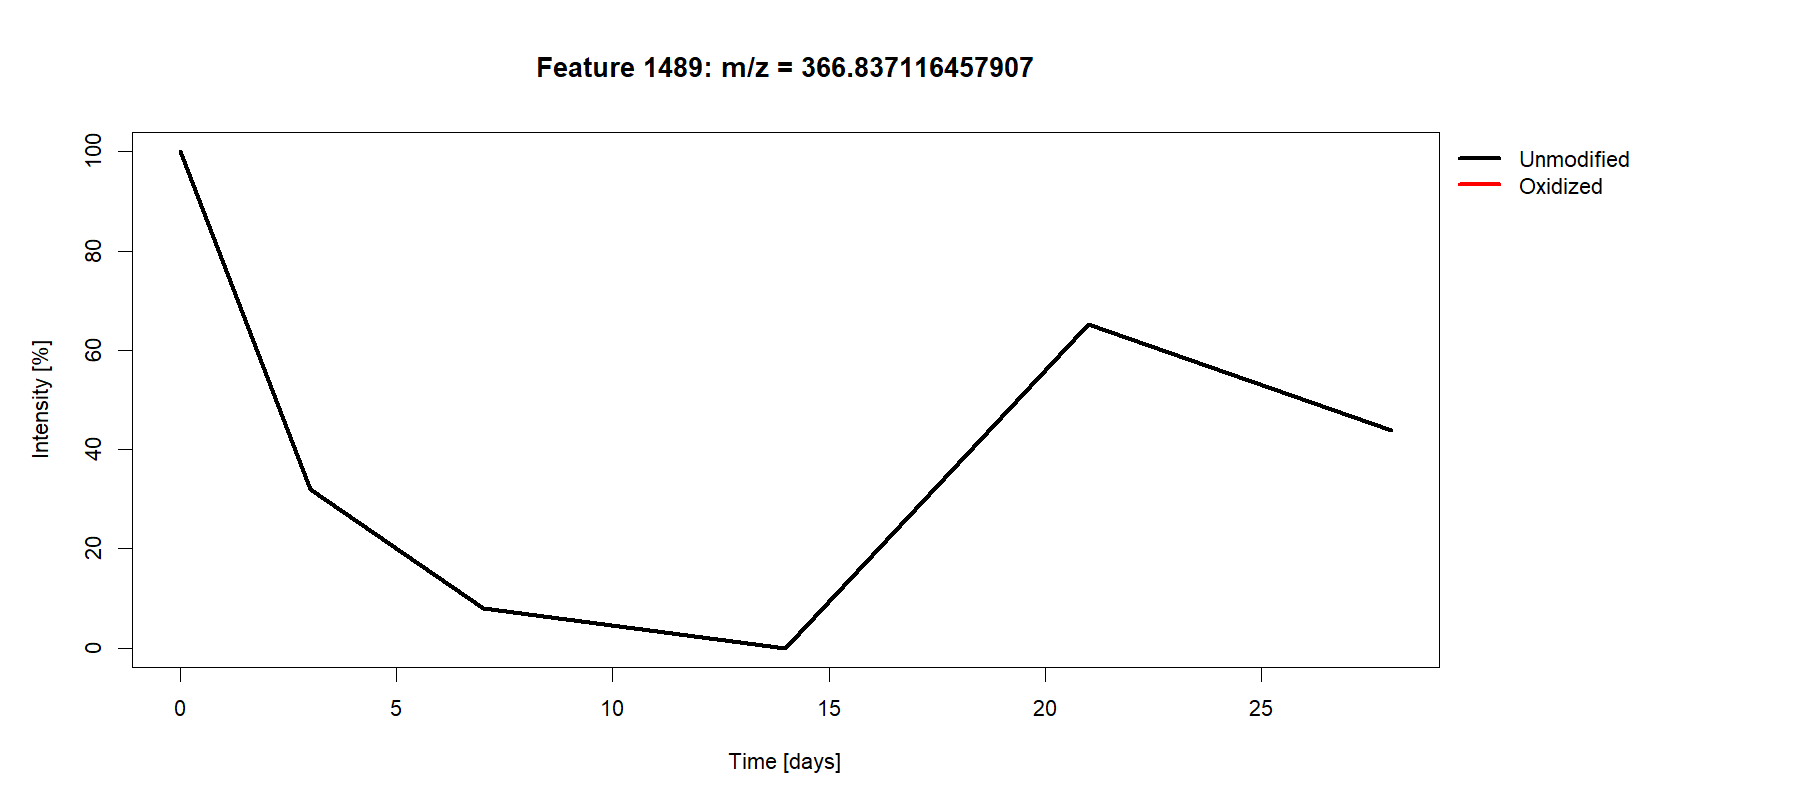 Feature 1489: m/z = 366.837116457907
Unmodified
Oxidized
Intensity [%]
100
80
60
40
20
0
0 5 10 15 20 25
Time [days]